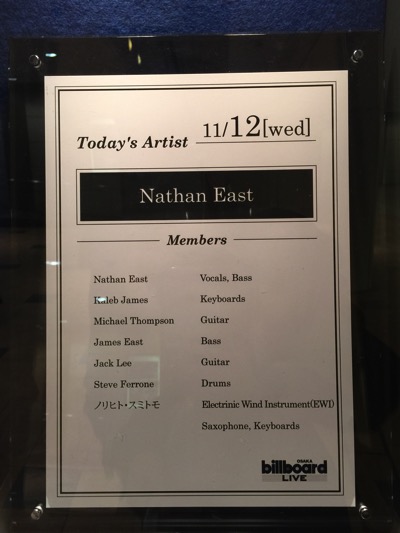 Today's Artist 11/12[wed]
Nathan East
Members
Nathan East Vocals, Bass
Kaleb James Keyboards
Michael Thompson Guitar
James East Bass
Jack Lee Guitar
Steve Ferrone Drums
ノリヒト・スミトモ Electrinic Wind Instrument(EWI)
Saxophone, Keyboards
OSAKA
billboard
LIVE